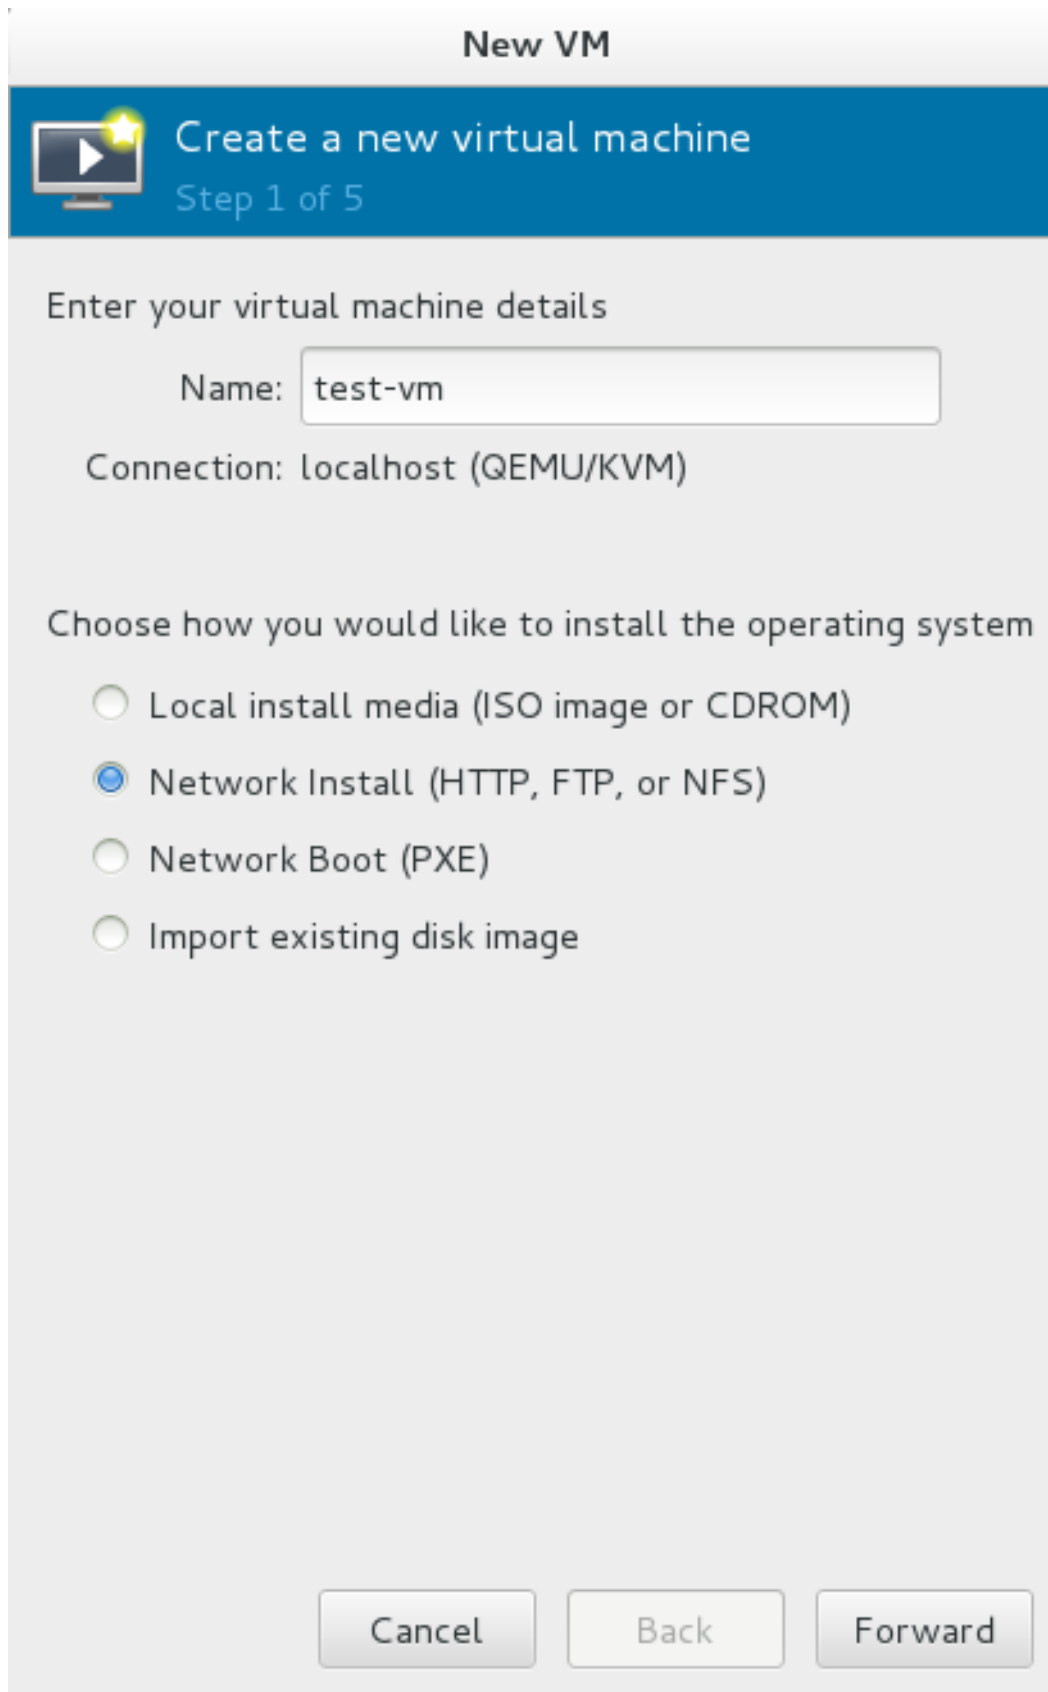 New VM
Create a new virtual machine
Step 1 of 5
Enter your virtual machine details
Name: test-vm
Connection: localhost (QEMU/KVM)
Choose how you would like to install the operating system
Local install media (ISO image or CDROM)
Network Install (HTTP, FTP, or NFS)
Network Boot (PXE)
Import existing disk image
Cancel Back Forward